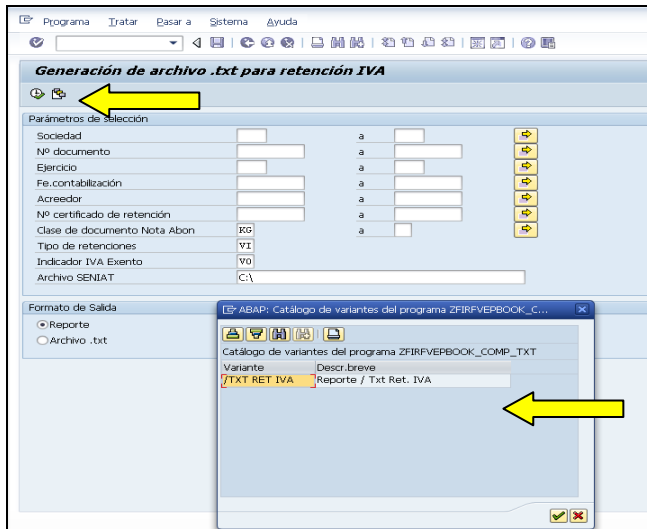 Programa Tratar Pasar a Sistema Ayuda
Generación de archivo .txt para retención IVA
Parámetros de selección
Sociedad a
Nº documento a
Ejercicio a
Fe.contabilización a
Acreedor a
Nº certificado de retención a
Clase de documento Nota Abon KG a
Tipo de retenciones VI
Indicador IVA Exento V0
Archivo SENIAT C:\
Formato de Salida
Reporte
Archivo .txt
ABAP: Catálogo de variantes del programa ZFIRFVEPBOOK_C...
Catálogo de variantes del programa ZFIRFVEPBOOK_COMP_TXT
Variante Descr.breve
/TXT RET IVA Reporte / Txt Ret. IVA